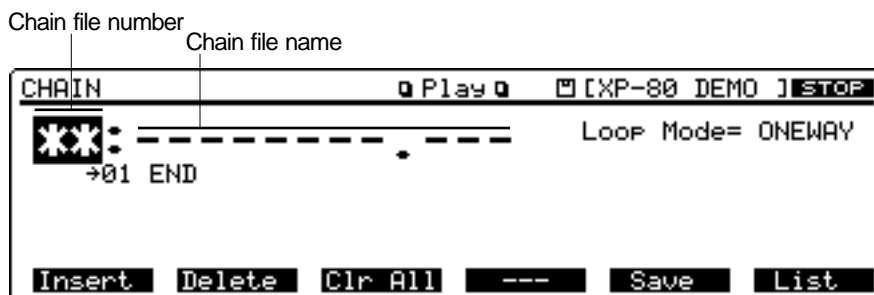 Chain file number
Chain file name
CHAIN Play [XP-80 DEMO ] STOP
**: --------.--- Loop Mode= ONEWAY
→01 END
Insert Delete Clr All --- Save List